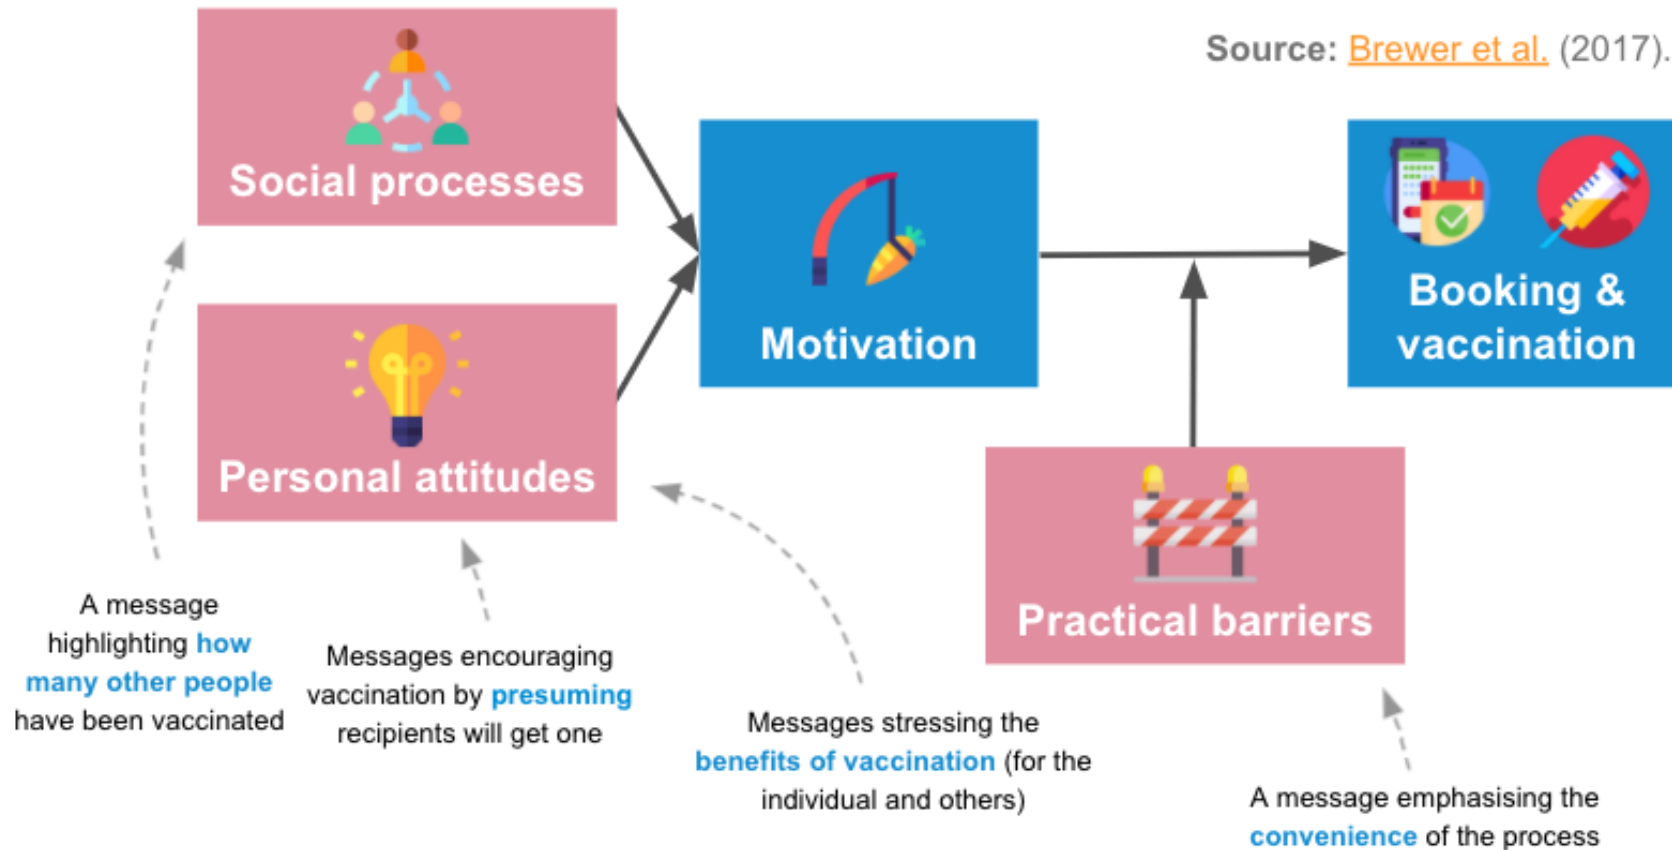 Source: Brewer et al. (2017).
Social processes
Motivation
Booking &
vaccination
Personal attitudes
Practical barriers
A message
highlighting how
many other people
have been vaccinated
Messages encouraging
vaccination by presuming
recipients will get one
Messages stressing the
benefits of vaccination (for the
individual and others)
A message emphasising the
convenience of the process